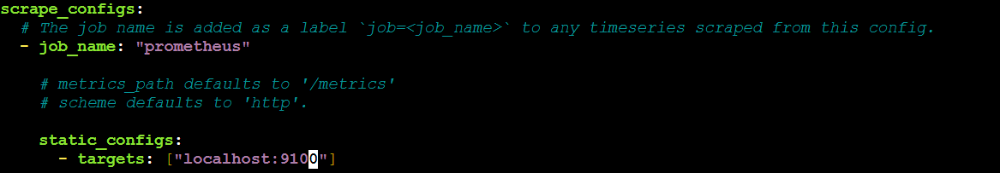 scrape_configs:
# The job name is added as a label `job=<job_name>` to any timeseries scraped from this config.
- job_name: "prometheus"
# metrics_path defaults to '/metrics'
# scheme defaults to 'http'.
static_configs:
- targets: ["localhost:9100"]